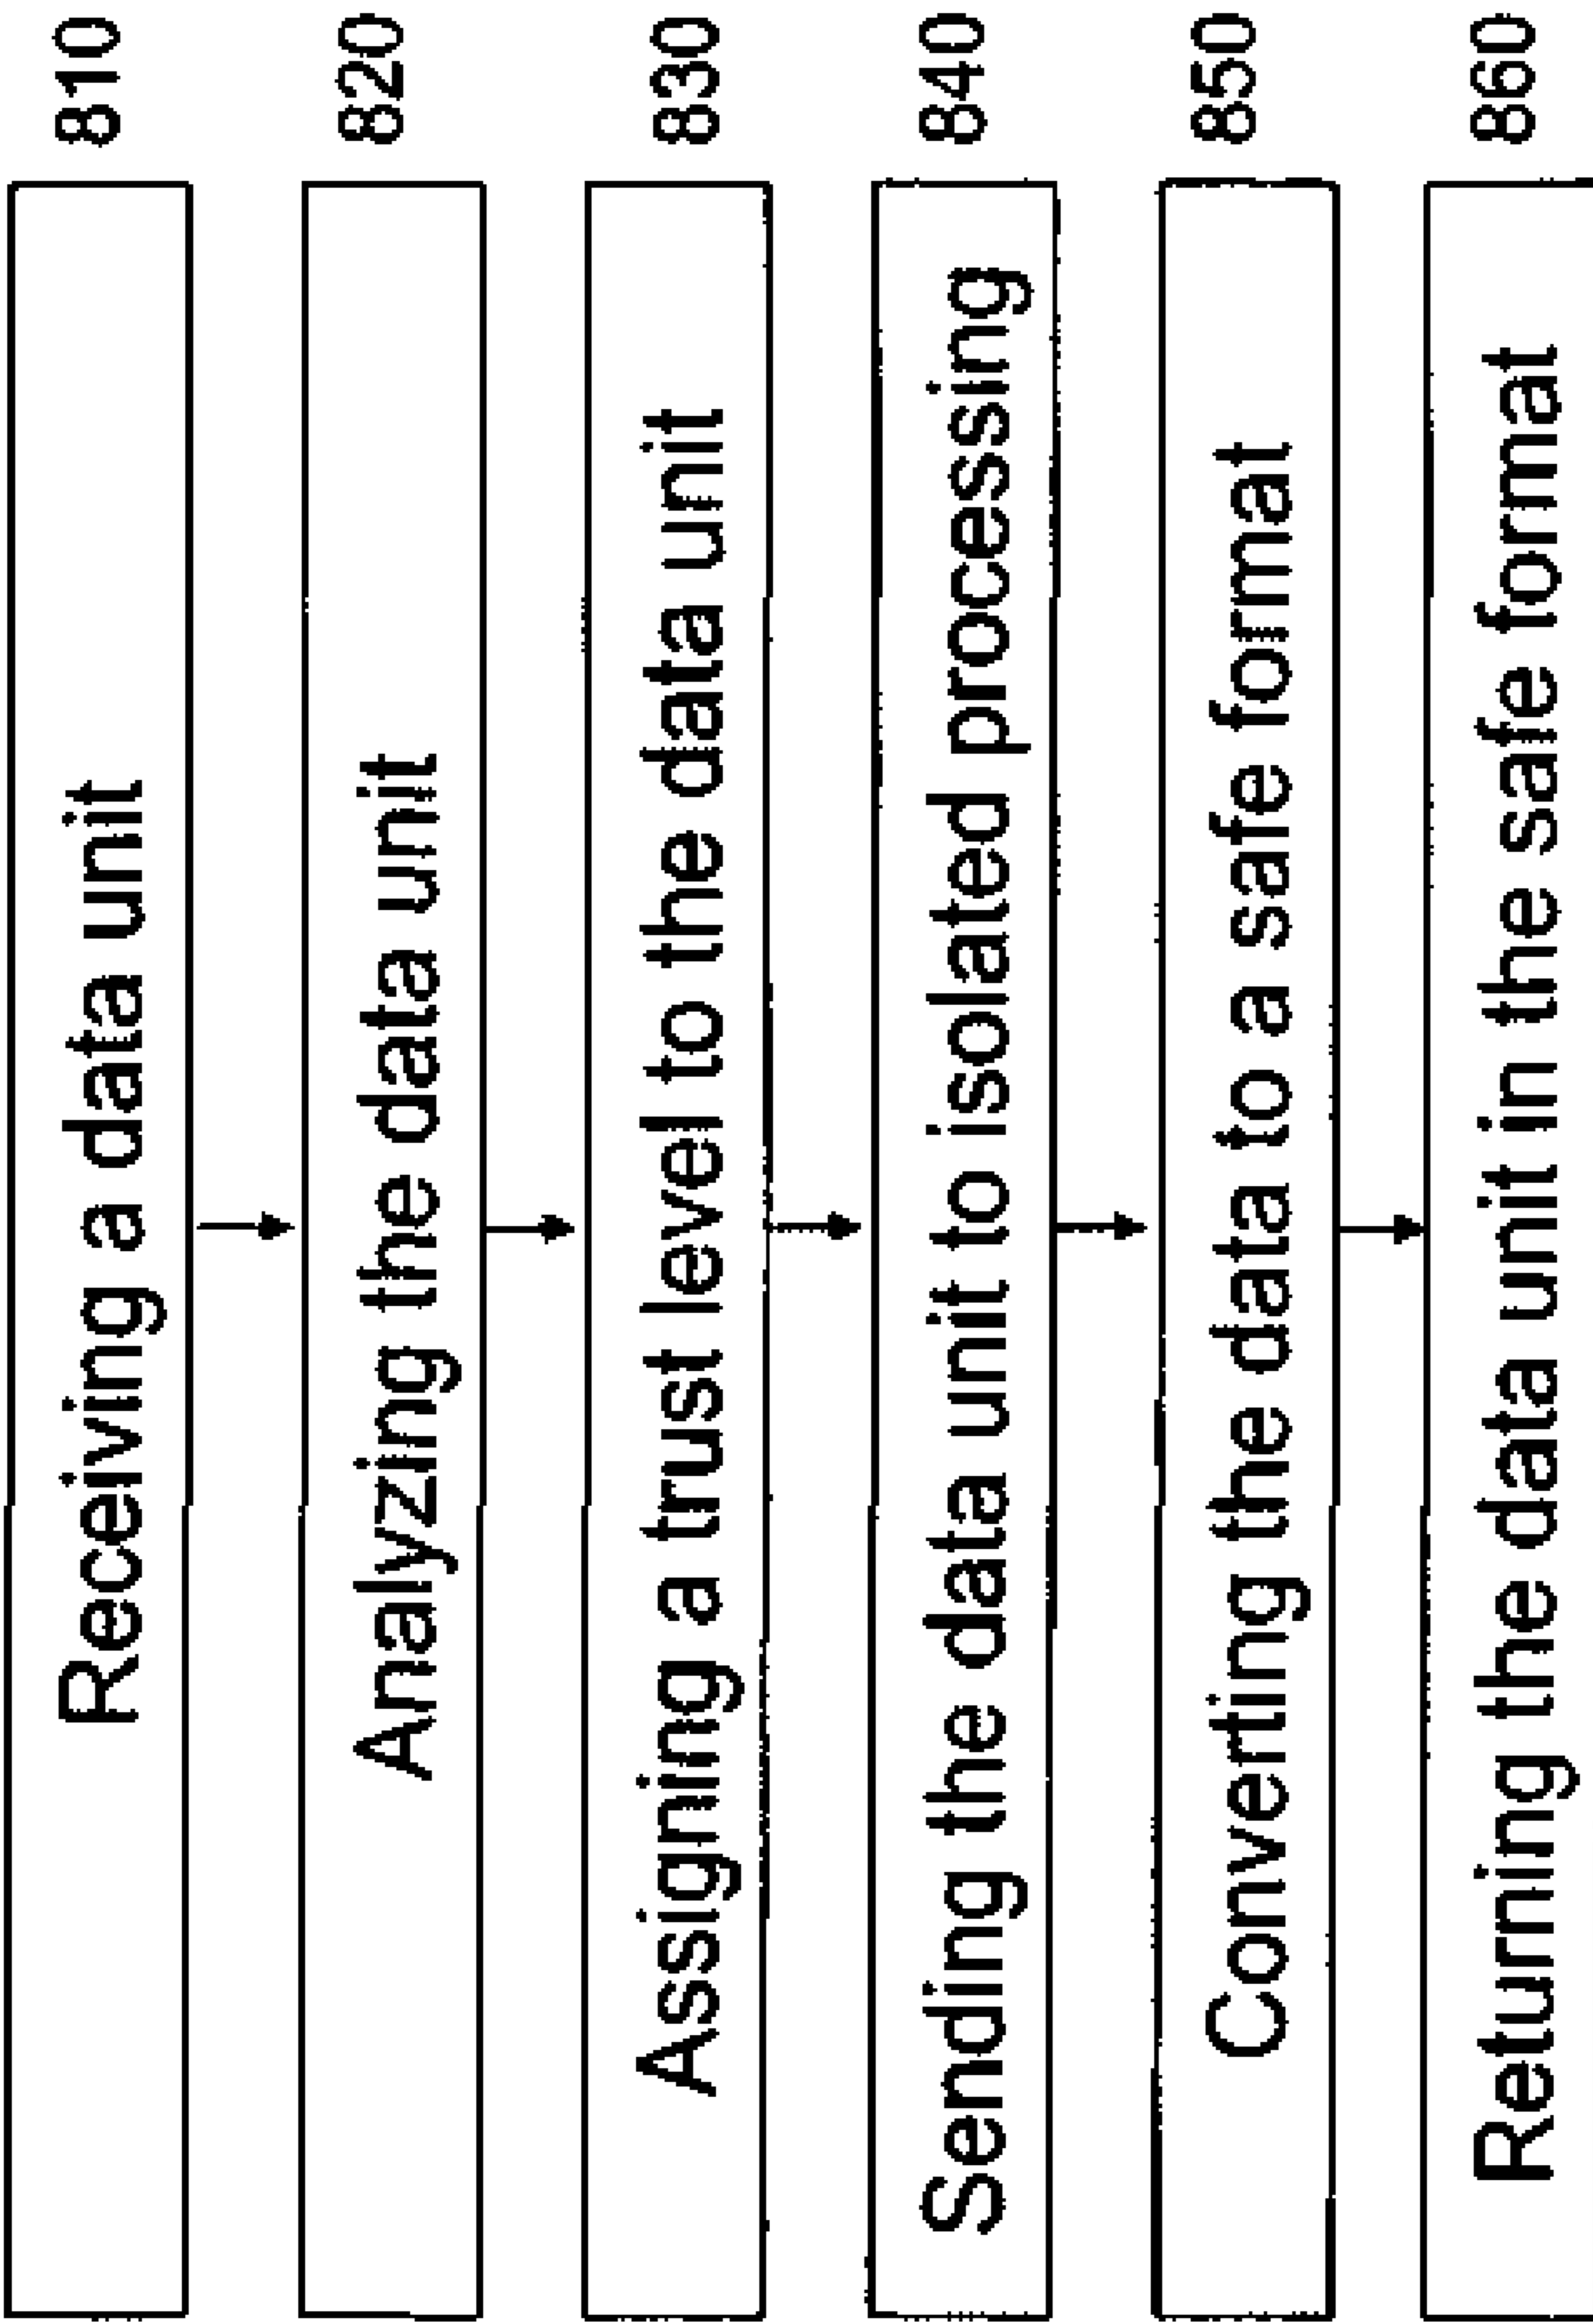 Receiving a data unit 810
Analyzing the data unit 820
Assigning a trust level to the data unit 830
Sending the data unit to isolated processing 840
Converting the data to a safe format 850
Returning the data unit in the safe format 860